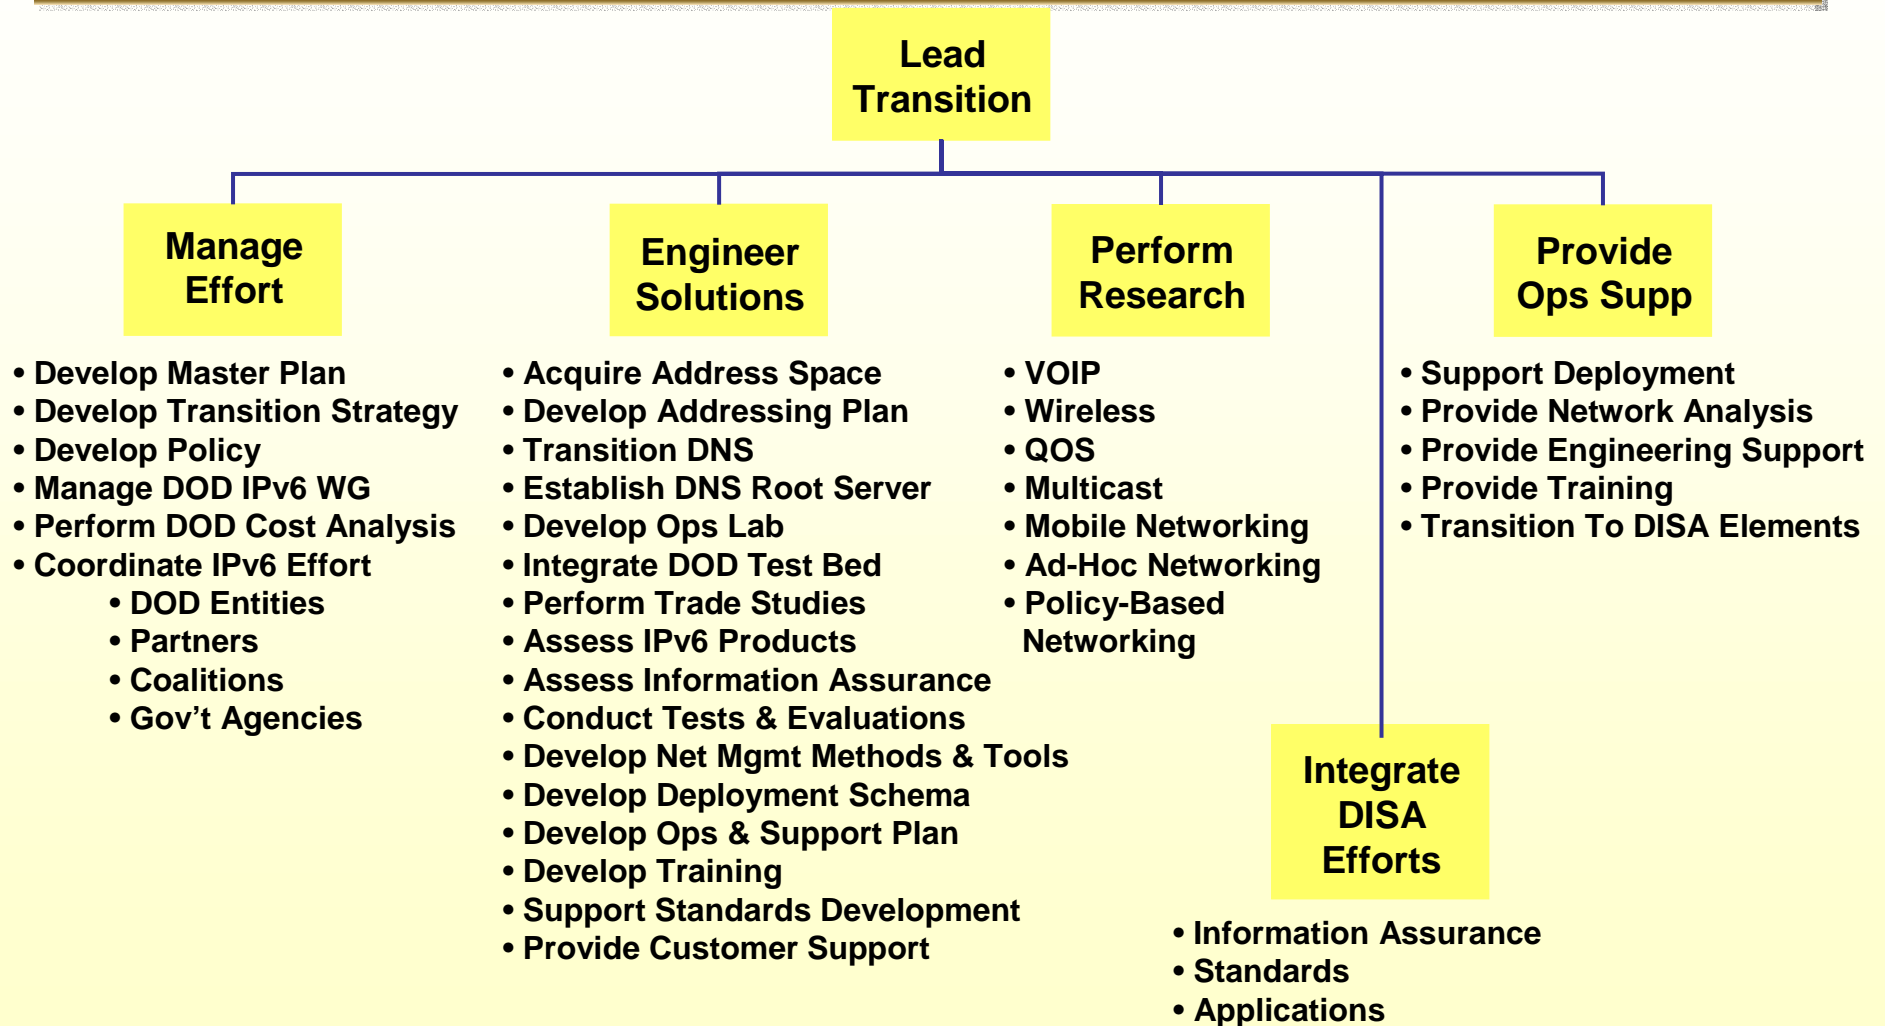 Lead
Transition
Manage
Effort
• Develop Master Plan
• Develop Transition Strategy
• Develop Policy
• Manage DOD IPv6 WG
• Perform DOD Cost Analysis
• Coordinate IPv6 Effort
• DOD Entities
• Partners
• Coalitions
• Gov’t Agencies
Engineer
Solutions
• Acquire Address Space
• Develop Addressing Plan
• Transition DNS
• Establish DNS Root Server
• Develop Ops Lab
• Integrate DOD Test Bed
• Perform Trade Studies
• Assess IPv6 Products
• Assess Information Assurance
• Conduct Tests & Evaluations
• Develop Net Mgmt Methods & Tools
• Develop Deployment Schema
• Develop Ops & Support Plan
• Develop Training
• Support Standards Development
• Provide Customer Support
Perform
Research
• VOIP
• Wireless
• QOS
• Multicast
• Mobile Networking
• Ad-Hoc Networking
• Policy-Based
Networking
Integrate
DISA
Efforts
• Information Assurance
• Standards
• Applications
Provide
Ops Supp
• Support Deployment
• Provide Network Analysis
• Provide Engineering Support
• Provide Training
• Transition To DISA Elements